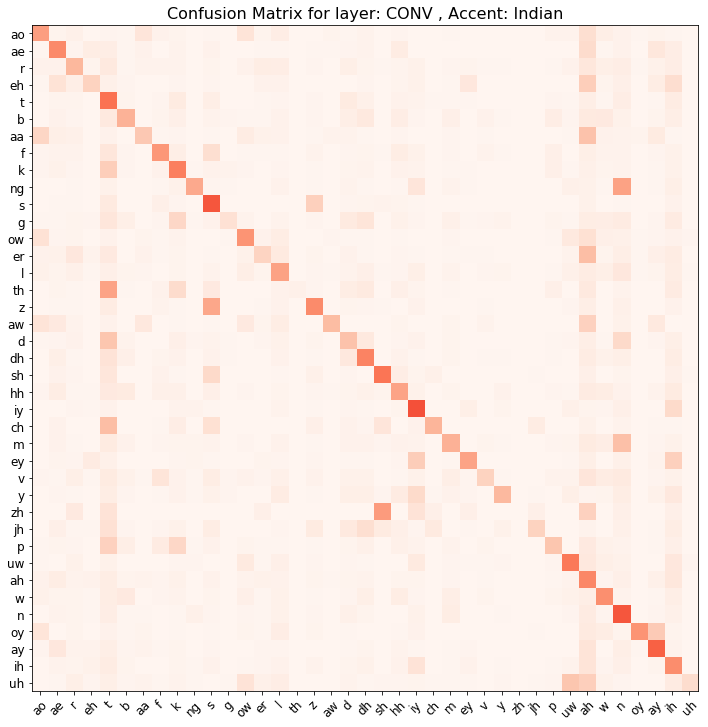 Confusion Matrix for layer: CONV , Accent: Indian
ao
ae
r
eh
t
b
aa
f
k
ng
s
g
ow
er
l
th
z
aw
d
dh
sh
hh
iy
ch
m
ey
v
y
zh
jh
p
uw
ah
w
n
oy
ay
ih
uh
ao ae r eh t b aa f k ng s g ow er l th z aw d dh sh hh iy ch m ey v y zh jh p uw ah w n oy ay ih uh